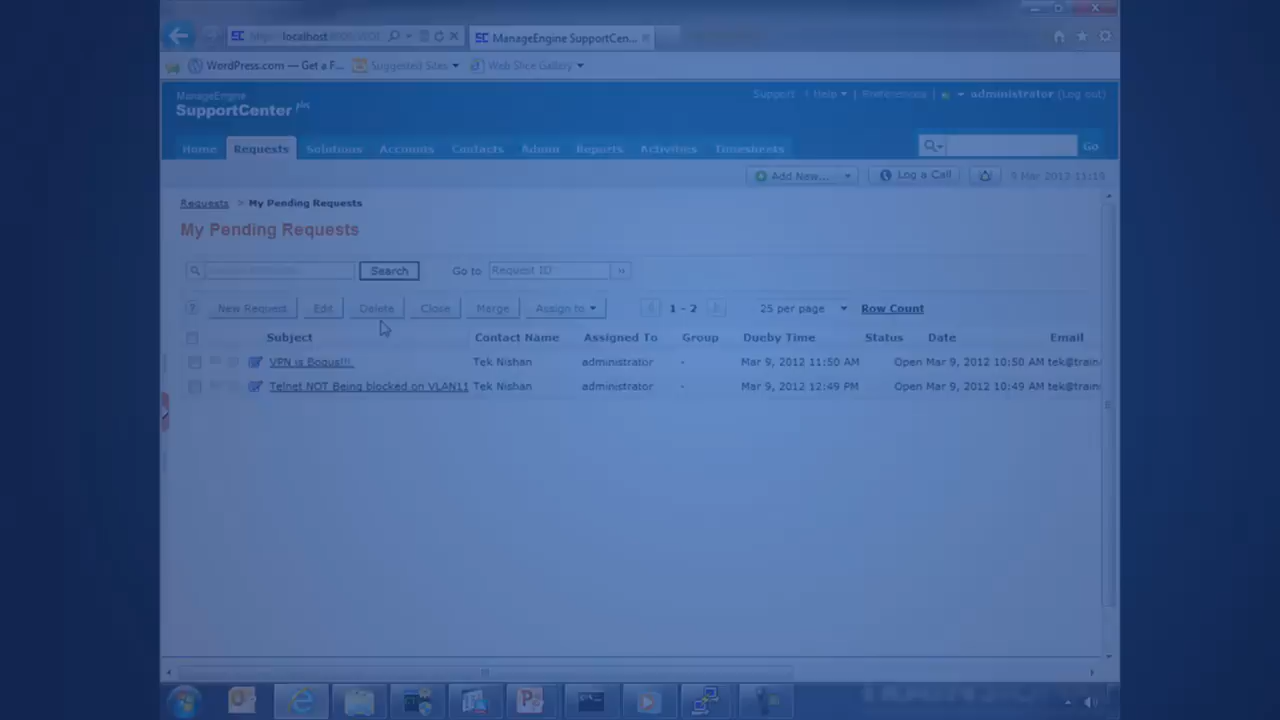 localhost
ManageEngine SupportCen...
WordPress.com — Get a F...
Suggested Sites
Web Slice Gallery
ManageEngine
SupportCenter plus
Support
Help
Preferences
administrator (Log out)
Home
Requests
Solutions
Accounts
Contacts
Admin
Reports
Activities
Timesheets
Go
Add New...
Log a Call
Requests > My Pending Requests
My Pending Requests
Search
Go to
Request ID
New Request
Edit
Delete
Close
Merge
Assign to
1 - 2
25 per page
Row Count
Subject Contact Name Assigned To Group Dueby Time Status Date Email
VPN is Bogus!!! Tek Nishan administrator - Mar 9, 2012 11:50 AM Open Mar 9, 2012 10:50 AM tek@train
Telnet NOT Being blocked on VLAN11 Tek Nishan administrator - Mar 9, 2012 12:49 PM Open Mar 9, 2012 10:49 AM tek@train